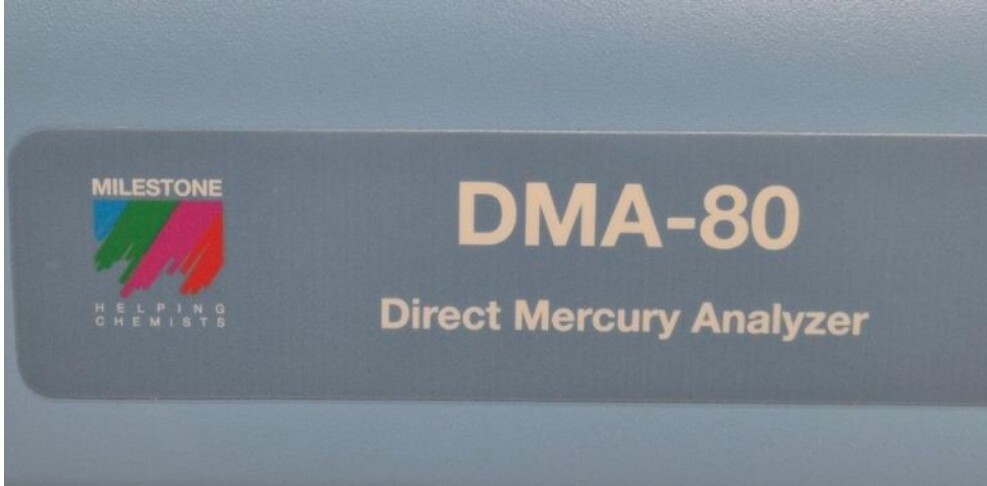 MILESTONE
HELPING
CHEMISTS
DMA-80
Direct Mercury Analyzer